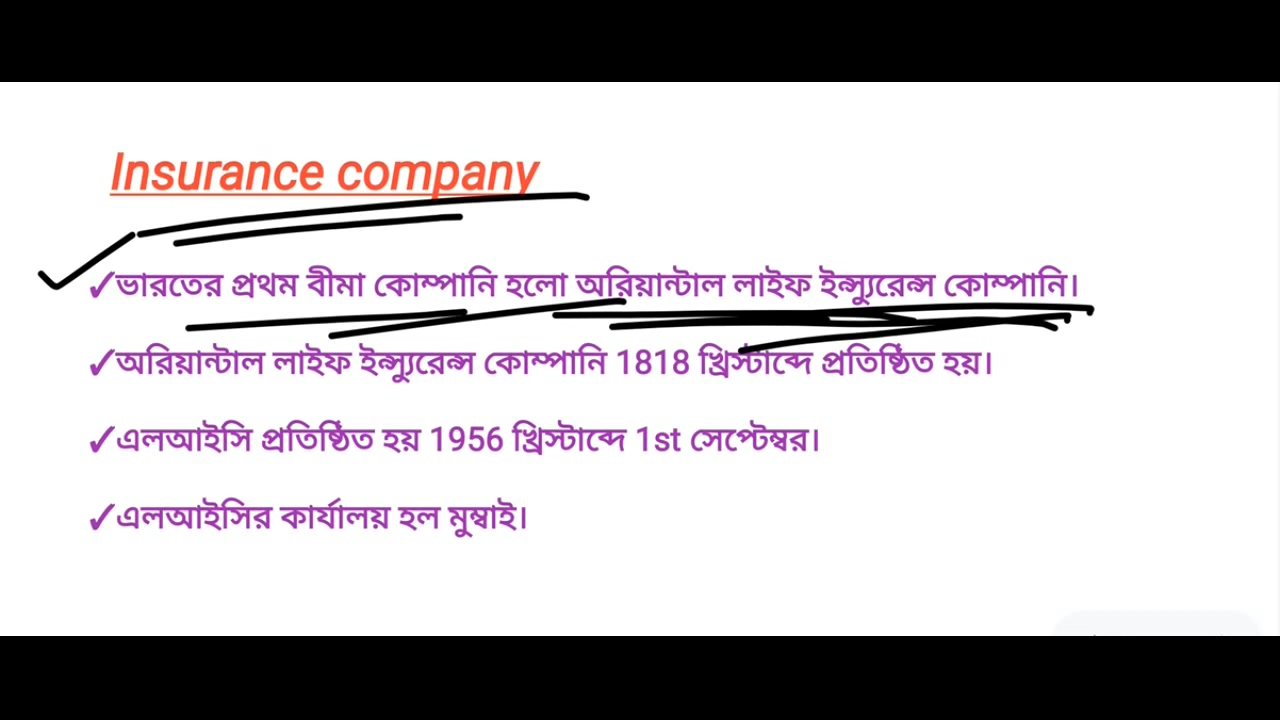 Insurance company
✓ভারতের প্রথম বীমা কোম্পানি হলো অরিয়ান্টাল লাইফ ইন্স্যুরেন্স কোম্পানি।
✓অরিয়ান্টাল লাইফ ইন্স্যুরেন্স কোম্পানি 1818 খ্রিস্টাব্দে প্রতিষ্ঠিত হয়।
✓এলআইসি প্রতিষ্ঠিত হয় 1956 খ্রিস্টাব্দে 1st সেপ্টেম্বর।
✓এলআইসির কার্যালয় হল মুম্বাই।